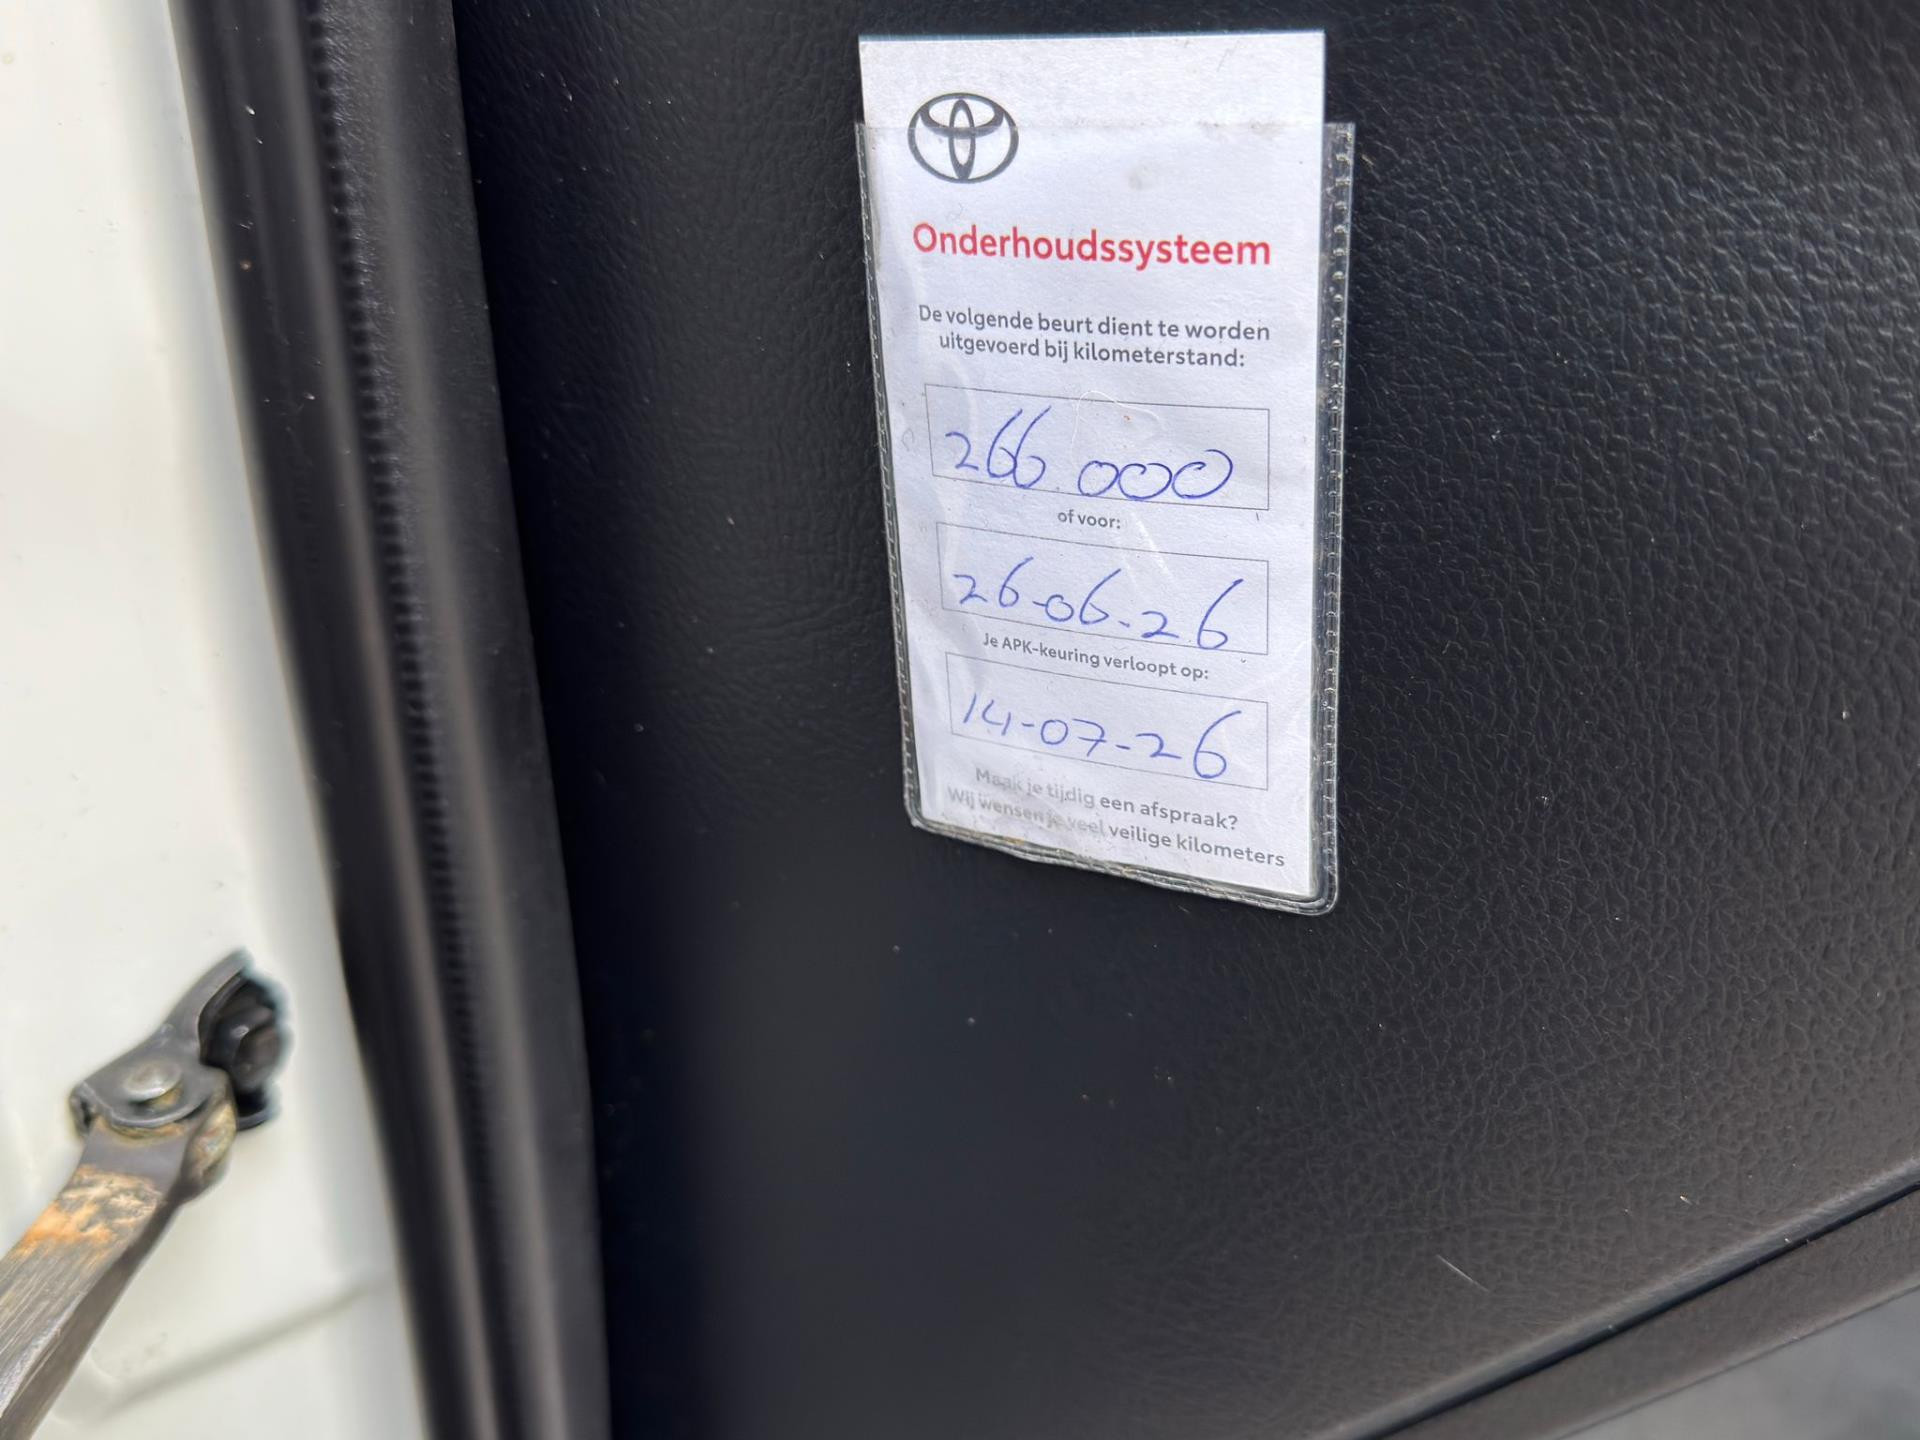 Onderhoudssysteem
De volgende beurt dient te worden
uitgevoerd bij kilometerstand:
266.000
of voor:
26-06-26
Je APK-keuring verloopt op:
14-07-26
Maak je tijdig een afspraak?
Wij wensen je veel veilige kilometers